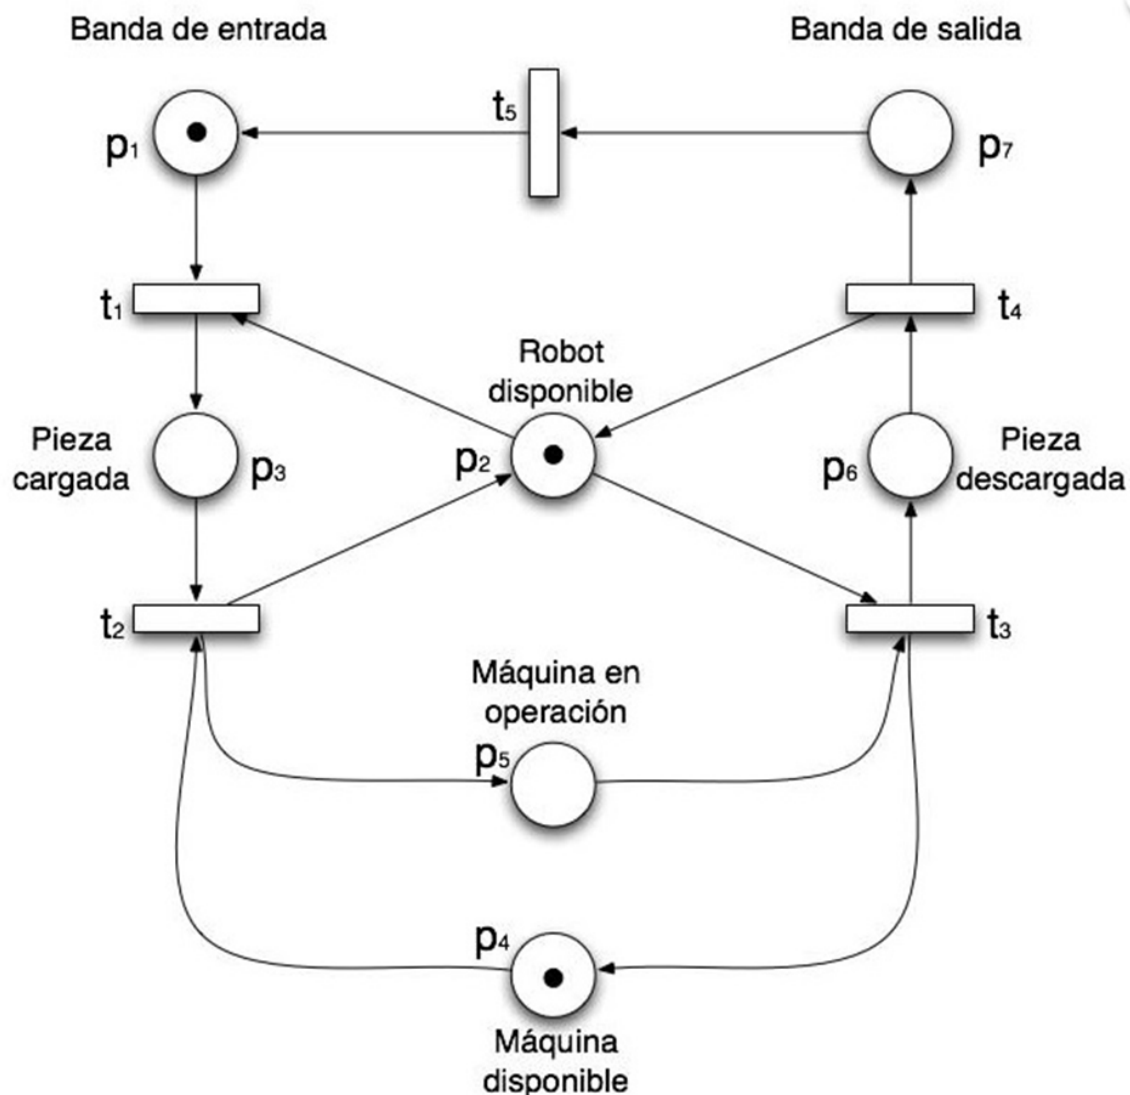 Banda de entrada
Banda de salida
t5
p1
p7
t1
t4
Robot
disponible
Pieza
cargada
p3
p2
p6
Pieza
descargada
t2
t3
Máquina en
operación
p5
p4
Máquina
disponible